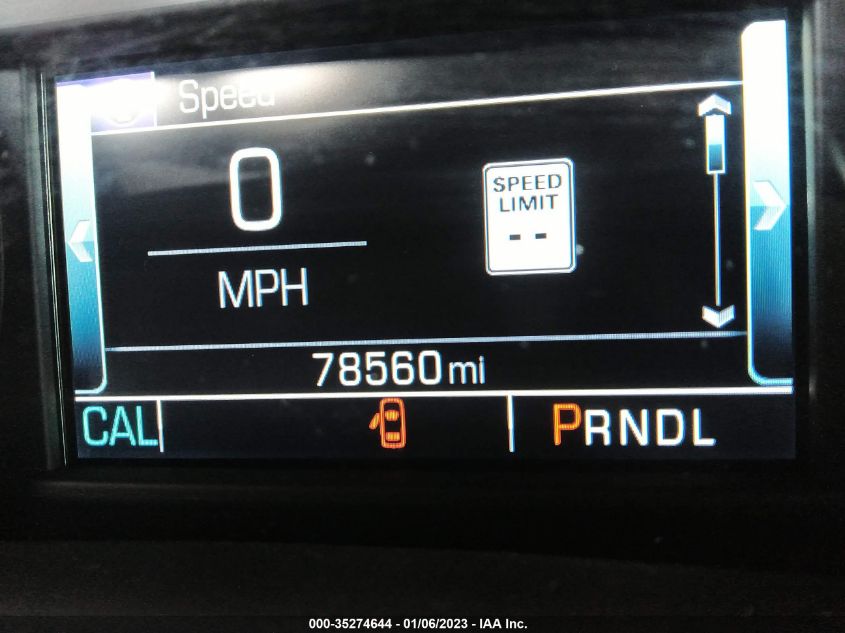 Speed
0
MPH
SPEED
LIMIT
--
78560 mi
CAL
PRNDL
000-35274644 - 01/06/2023 - IAA Inc.